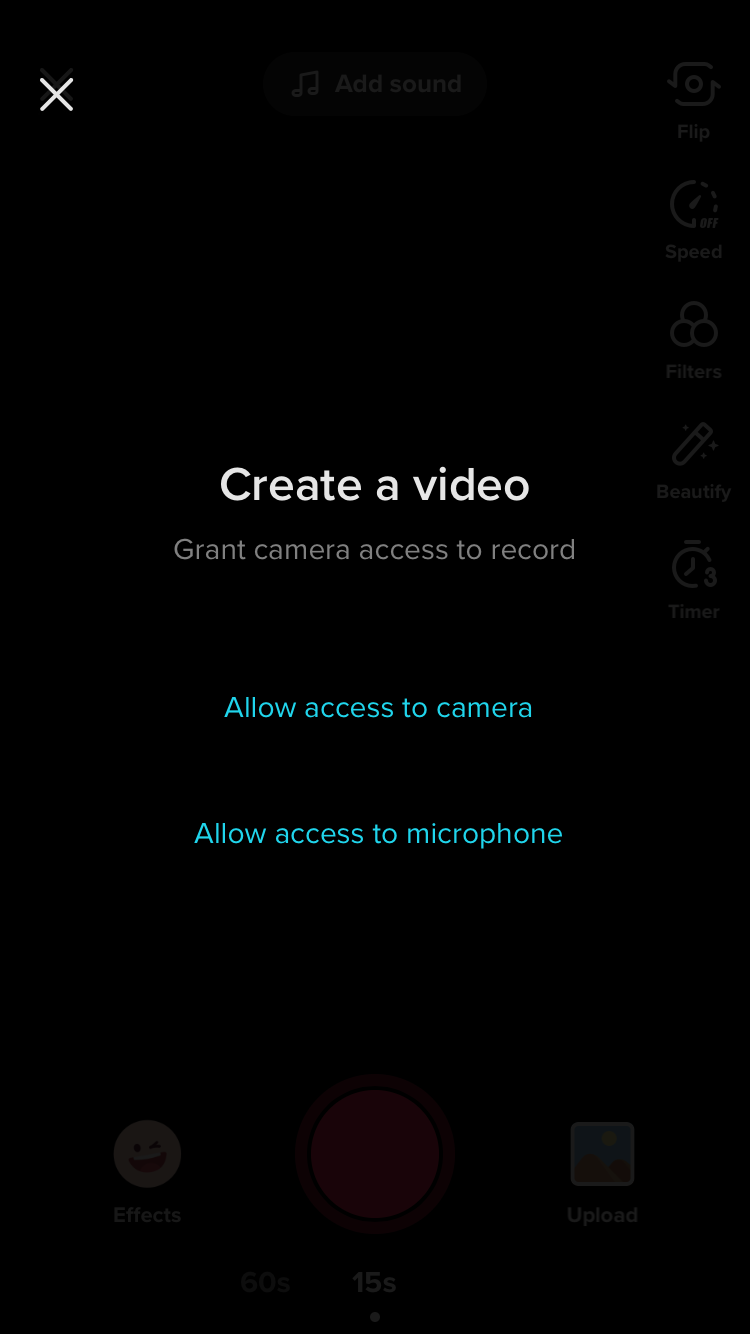 Add sound
Flip
OFF
Speed
Filters
Beautify
3
Timer
Create a video
Grant camera access to record
Allow access to camera
Allow access to microphone
Effects
Upload
60s
15s